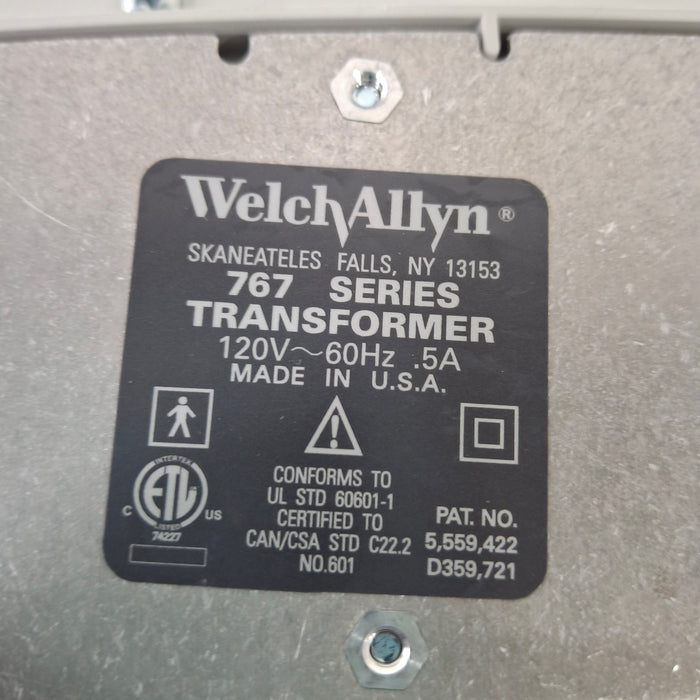 WelchAllyn®
SKANEATELES FALLS, NY 13153
767 SERIES
TRANSFORMER
120V~60Hz .5A
MADE IN U.S.A.
INTERTEK
ETL
C US
LISTED
74227
CONFORMS TO
UL STD 60601-1
CERTIFIED TO
CAN/CSA STD C22.2
NO.601
PAT. NO.
5,559,422
D359,721